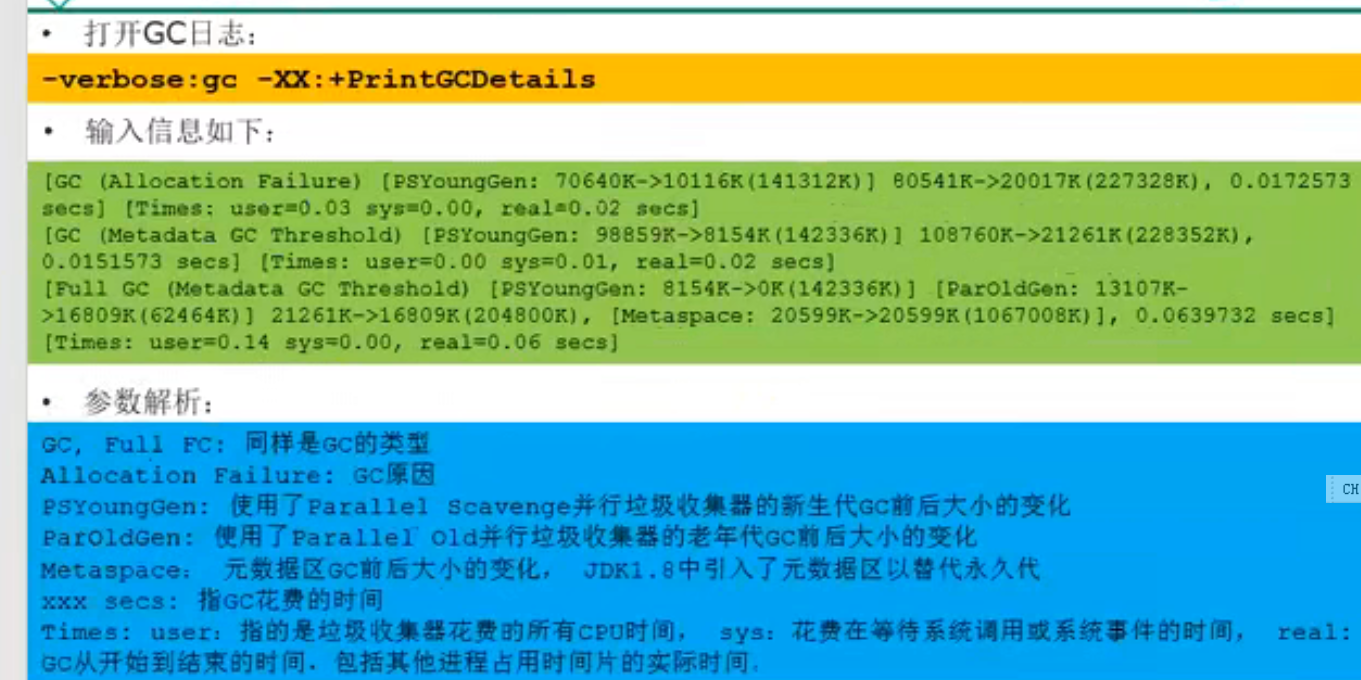 • 打开GC日志：
-verbose:gc -XX:+PrintGCDetails
• 输入信息如下：
[GC (Allocation Failure) [PSYoungGen: 70640K->10116K(141312K)] 80541K->20017K(227328K), 0.0172573
secs] [Times: user=0.03 sys=0.00, real=0.02 secs]
[GC (Metadata GC Threshold) [PSYoungGen: 98859K->8154K(142336K)] 108760K->21261K(228352K),
0.0151573 secs] [Times: user=0.00 sys=0.01, real=0.02 secs]
[Full GC (Metadata GC Threshold) [PSYoungGen: 8154K->0K(142336K)] [ParOldGen: 13107K-
>16809K(62464K)] 21261K->16809K(204800K), [Metaspace: 20599K->20599K(1067008K)], 0.0639732 secs]
[Times: user=0.14 sys=0.00, real=0.06 secs]
• 参数解析：
GC, Full FC: 同样是GC的类型
Allocation Failure: GC原因
PSYoungGen: 使用了Parallel Scavenge并行垃圾收集器的新生代GC前后大小的变化
ParOldGen: 使用了Parallel Old并行垃圾收集器的老年代GC前后大小的变化
Metaspace： 元数据区GC前后大小的变化， JDK1.8中引入了元数据区以替代永久代
xxx secs: 指GC花费的时间
Times: user：指的是垃圾收集器花费的所有CPU时间， sys：花费在等待系统调用或系统事件的时间， real：
GC从开始到结束的时间，包括其他进程占用时间片的实际时间。
CH